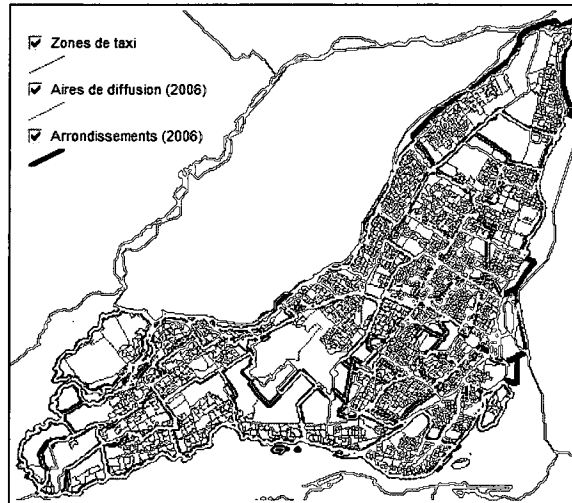 Zones de taxi
Aires de diffusion (2006)
Arrondissements (2006)